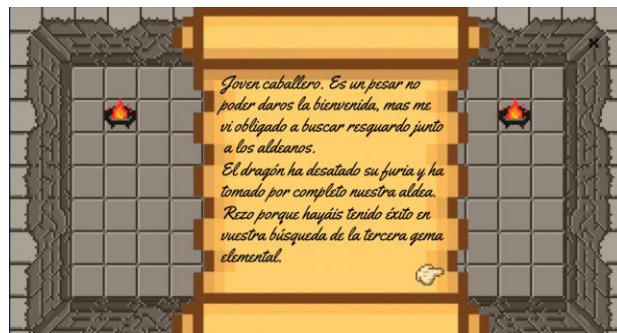 Joven caballero. Es un pesar no
poder daros la bienvenida, mas me
vi obligado a buscar resguardo junto
a los aldeanos.
El dragón ha desatado su furia y ha
tomado por completo nuestra aldea.
Rezo porque hayáis tenido éxito en
vuestra búsqueda de la tercera gema
elemental.